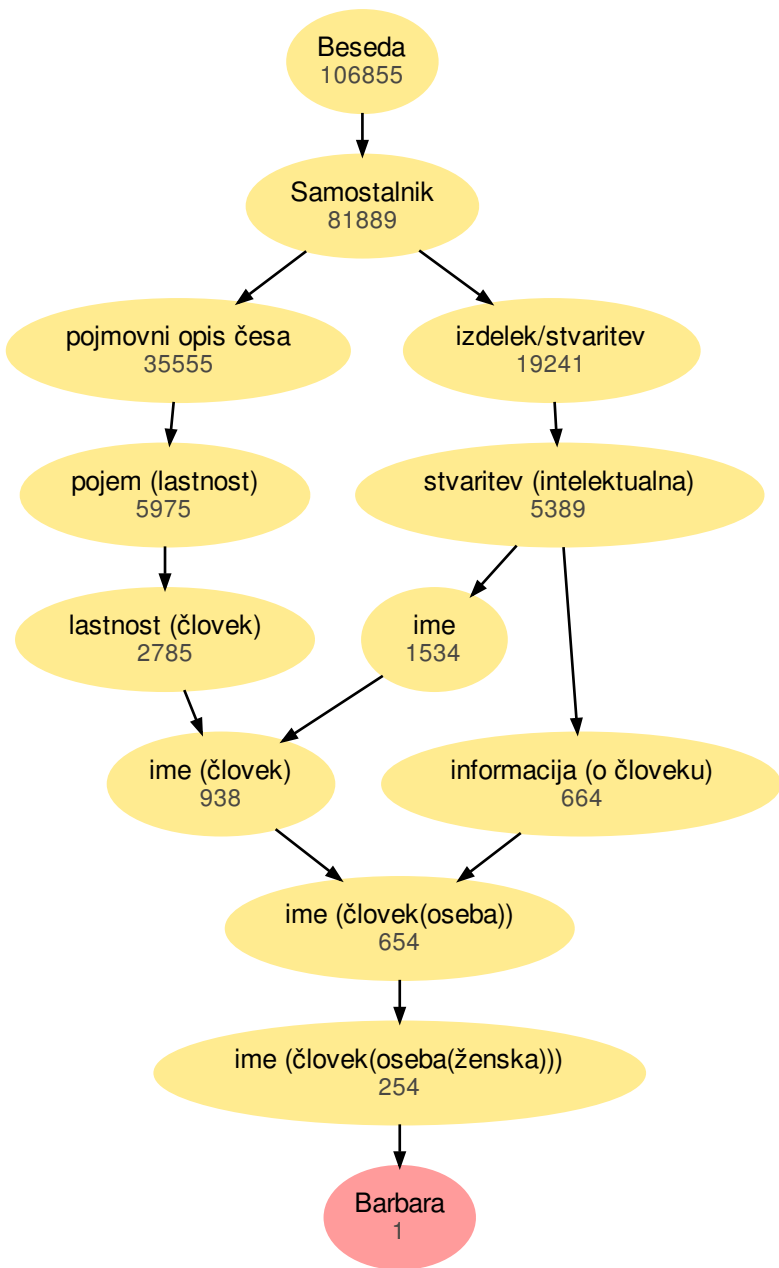 Beseda
106855
Samostalnik
81889
pojmovni opis česa
35555
izdelek/stvaritev
19241
pojem (lastnost)
5975
stvaritev (intelektualna)
5389
lastnost (človek)
2785
ime
1534
ime (človek)
938
informacija (o človeku)
664
ime (človek(oseba))
654
ime (človek(oseba(ženska)))
254
Barbara
1